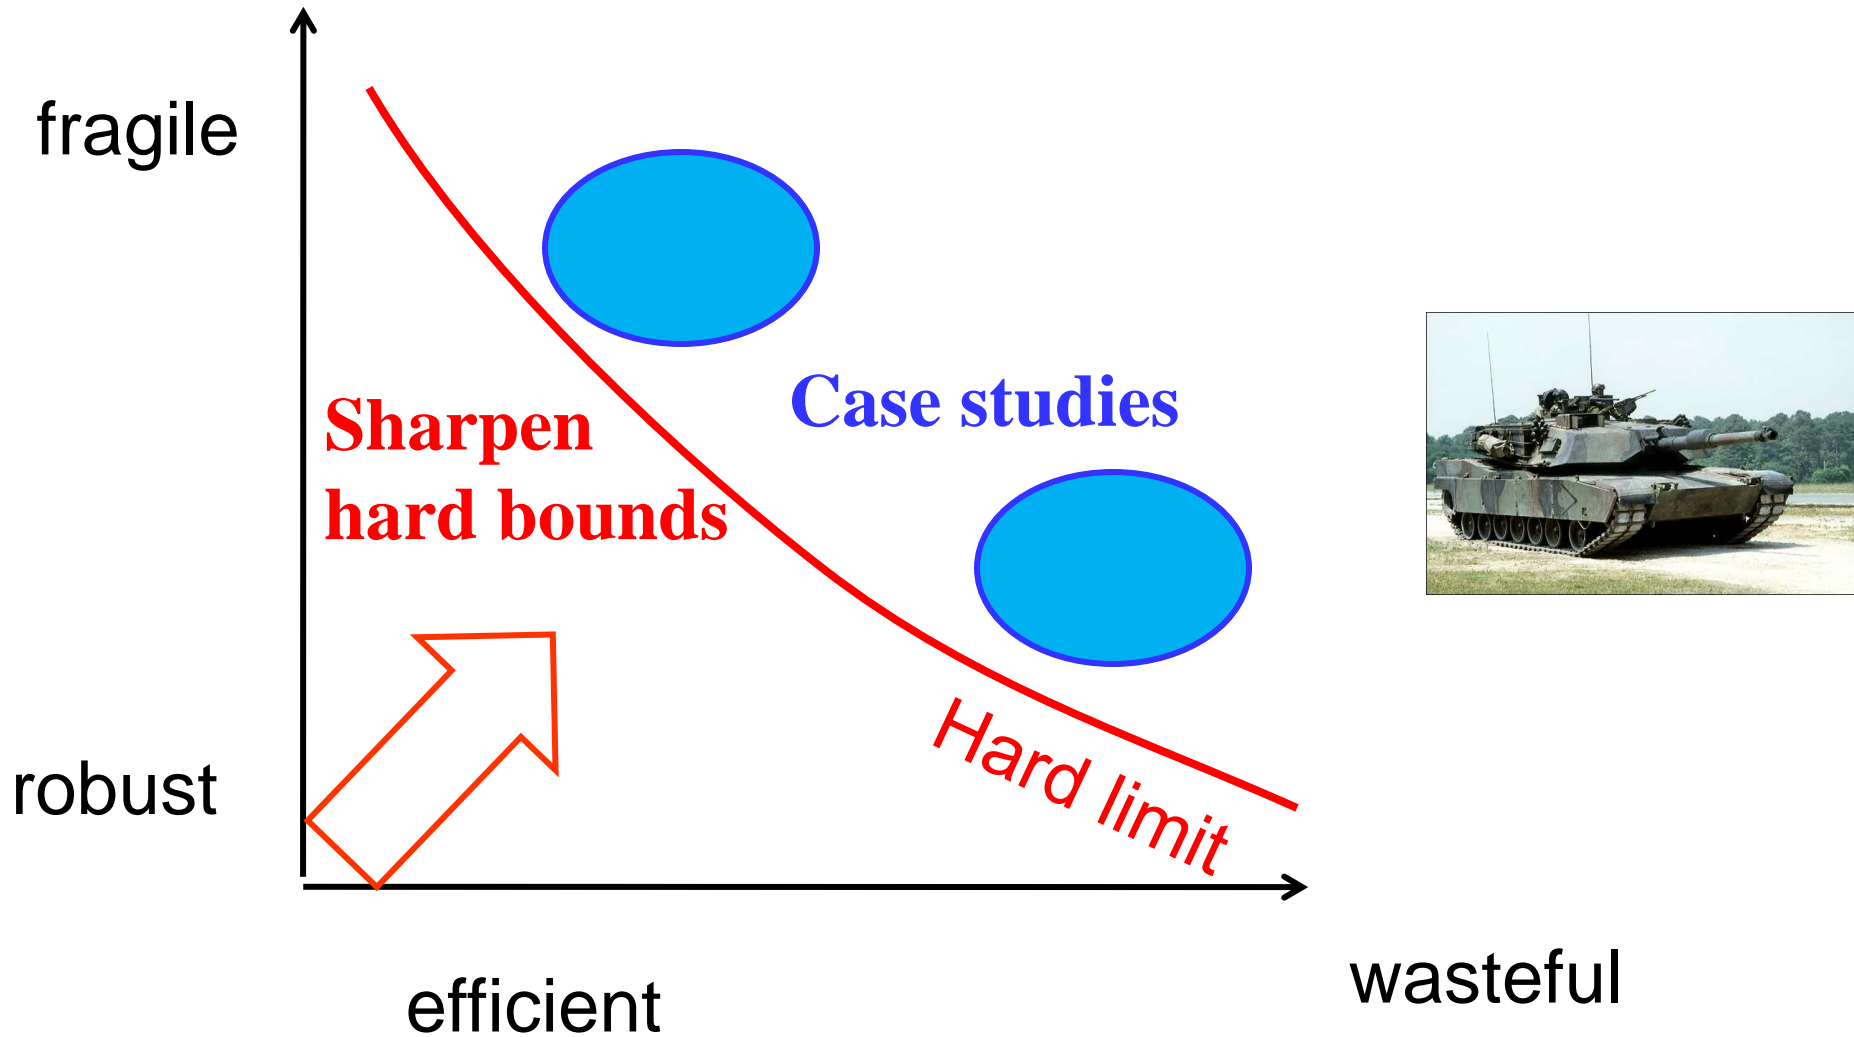 fragile
Case studies
Sharpen
hard bounds
Hard limit
robust
wasteful
efficient